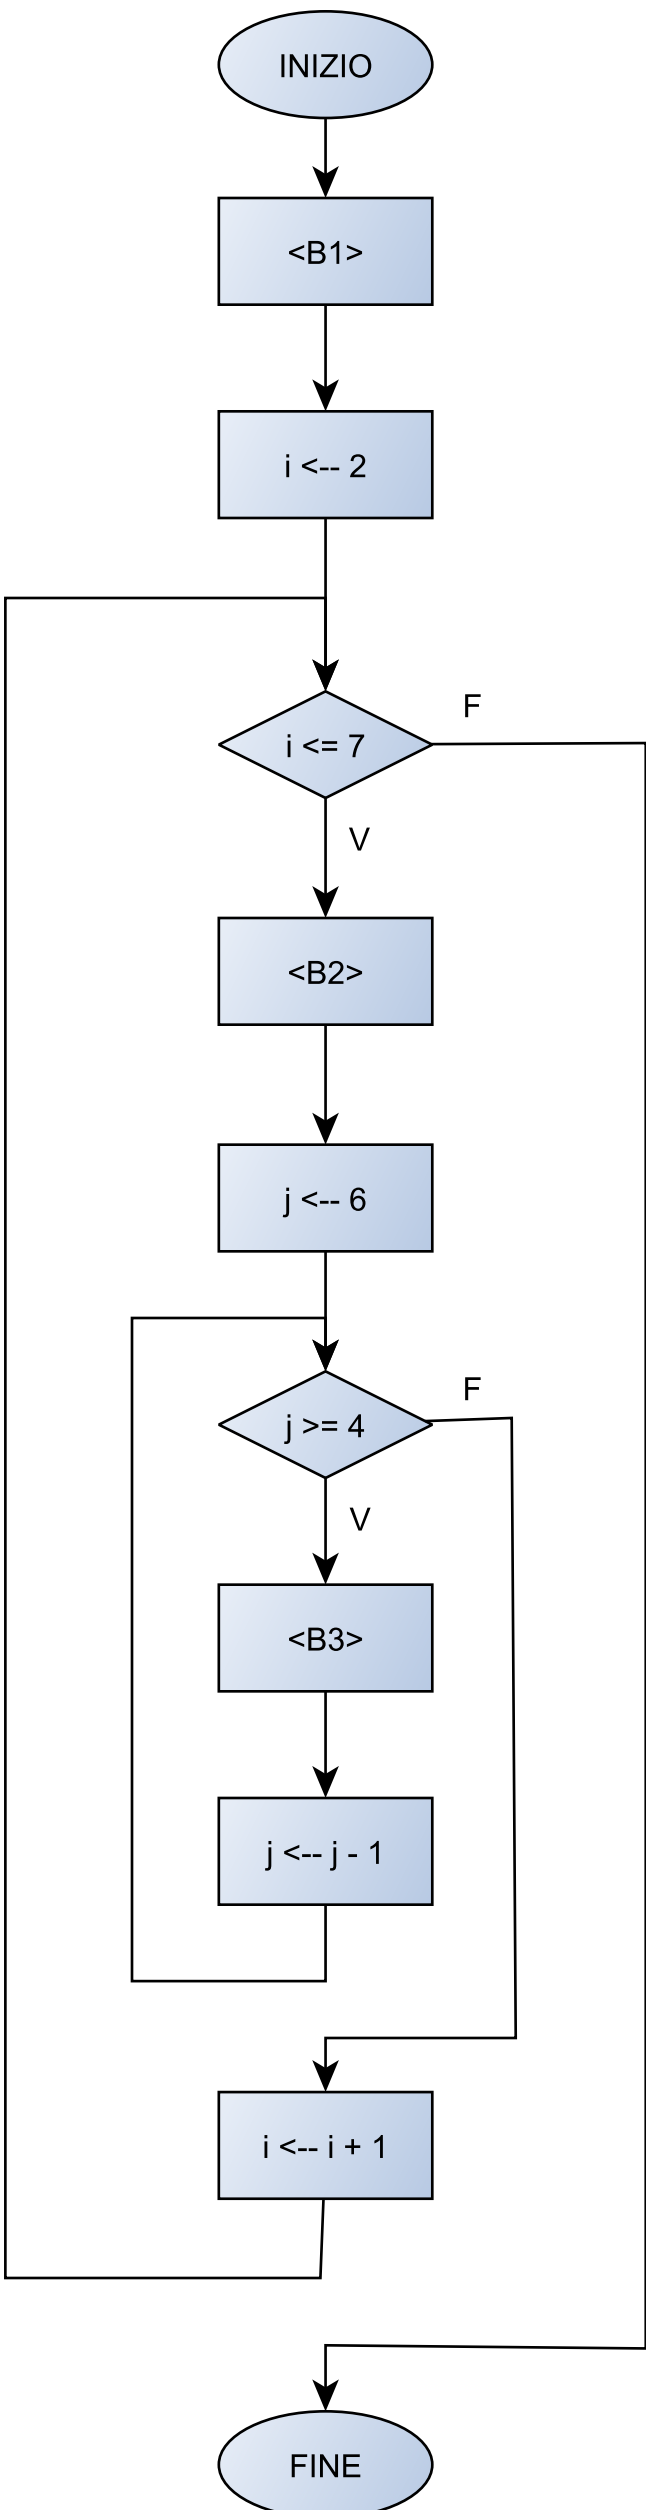 INIZIO
<B1>
i <-- 2
i <= 7
F
V
<B2>
j <-- 6
j >= 4
F
V
<B3>
j <-- j - 1
i <-- i + 1
FINE